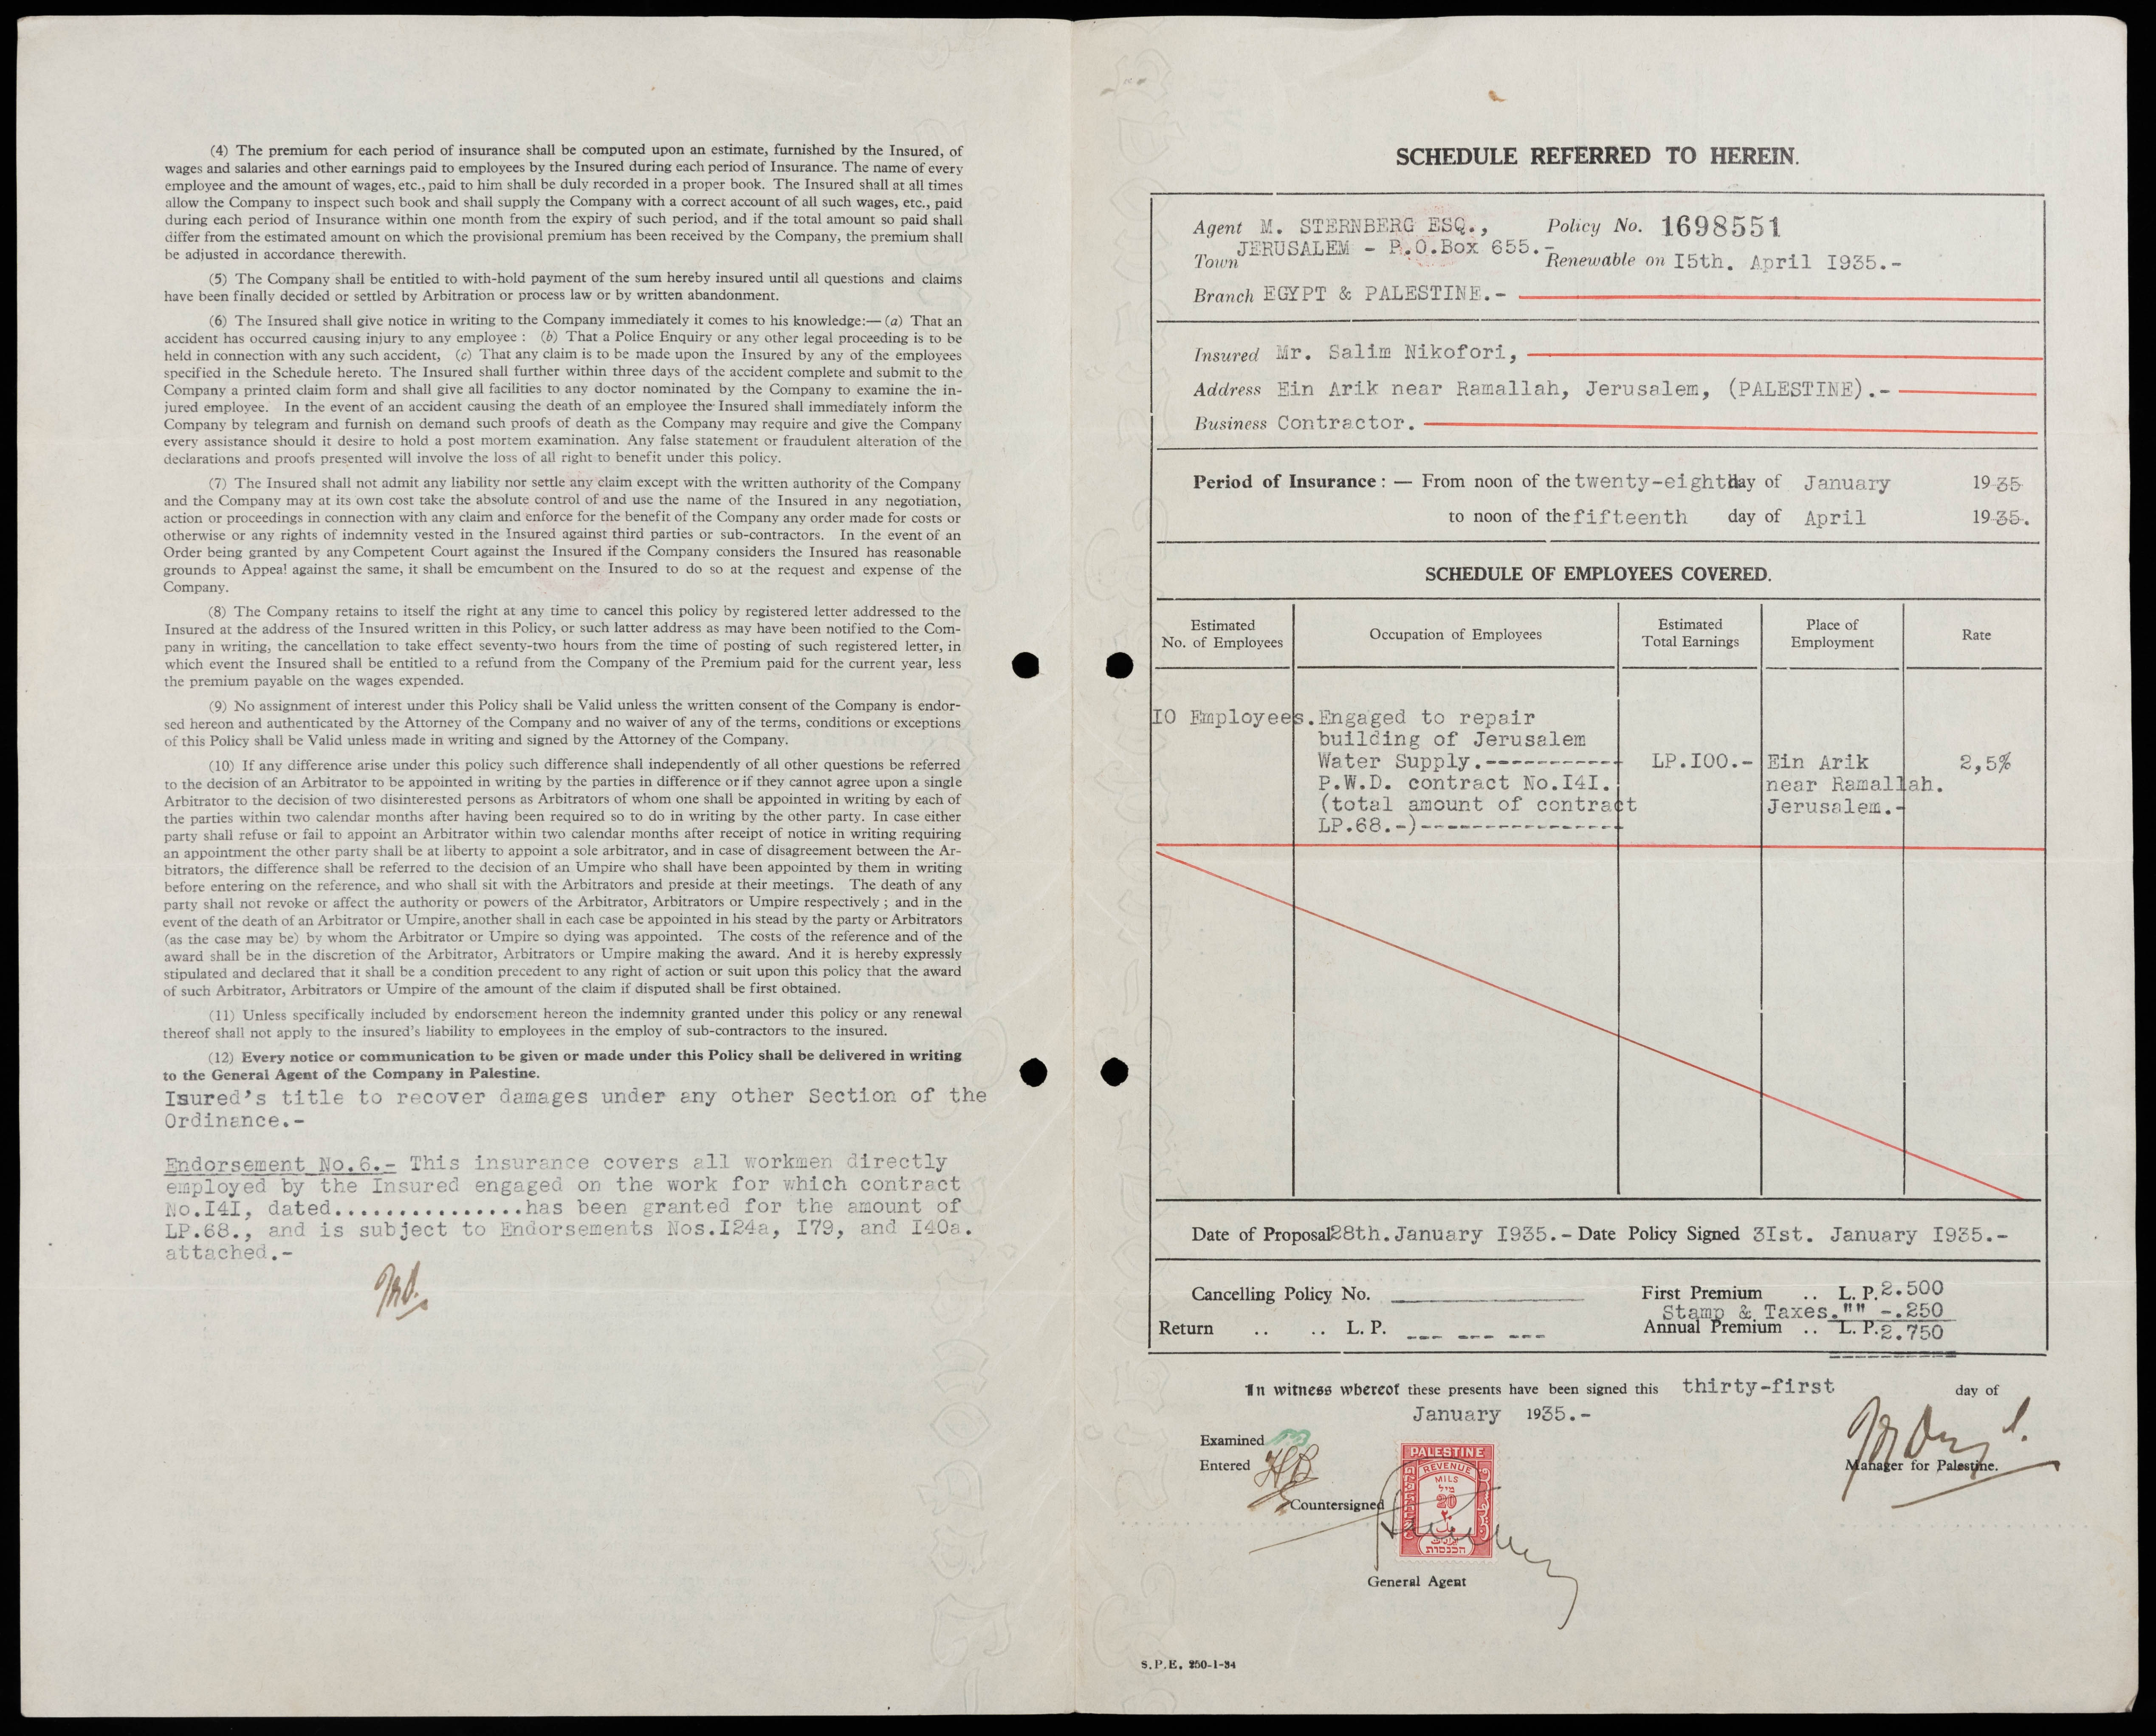 (4) The premium for each period of insurance shall be computed upon an estimate, furnished by the Insured, of
wages and salaries and other earnings paid to employees by the Insured during each period of Insurance. The name of every
employee and the amount of wages, etc., paid to him shall be duly recorded in a proper book. The Insured shall at all times
allow the Company to inspect such book and shall supply the Company with a correct account of all such wages, etc., paid
during each period of Insurance within one month from the expiry of such period, and if the total amount so paid shall
differ from the estimated amount on which the provisional premium has been received by the Company, the premium shall
be adjusted in accordance therewith.
(5) The Company shall be entitled to with-hold payment of the sum hereby insured until all questions and claims
have been finally decided or settled by Arbitration or process law or by written abandonment.
(6) The Insured shall give notice in writing to the Company immediately it comes to his knowledge:— (a) That an
accident has occurred causing injury to any employee : (b) That a Police Enquiry or any other legal proceeding is to be
held in connection with any such accident, (c) That any claim is to be made upon the Insured by any of the employees
specified in the Schedule hereto. The Insured shall further within three days of the accident complete and submit to the
Company a printed claim form and shall give all facilities to any doctor nominated by the Company to examine the in-
jured employee. In the event of an accident causing the death of an employee the Insured shall immediately inform the
Company by telegram and furnish on demand such proofs of death as the Company may require and give the Company
every assistance should it desire to hold a post mortem examination. Any false statement or fraudulent alteration of the
declarations and proofs presented will involve the loss of all right to benefit under this policy.
(7) The Insured shall not admit any liability nor settle any claim except with the written authority of the Company
and the Company may at its own cost take the absolute control of and use the name of the Insured in any negotiation,
action or proceedings in connection with any claim and enforce for the benefit of the Company any order made for costs or
otherwise or any rights of indemnity vested in the Insured against third parties or sub-contractors. In the event of an
Order being granted by any Competent Court against the Insured if the Company considers the Insured has reasonable
grounds to Appeal against the same, it shall be emcumbent on the Insured to do so at the request and expense of the
Company.
(8) The Company retains to itself the right at any time to cancel this policy by registered letter addressed to the
Insured at the address of the Insured written in this Policy, or such latter address as may have been notified to the Com-
pany in writing, the cancellation to take effect seventy-two hours from the time of posting of such registered letter, in
which event the Insured shall be entitled to a refund from the Company of the Premium paid for the current year, less
the premium payable on the wages expended.
(9) No assignment of interest under this Policy shall be Valid unless the written consent of the Company is endor-
sed hereon and authenticated by the Attorney of the Company and no waiver of any of the terms, conditions or exceptions
of this Policy shall be Valid unless made in writing and signed by the Attorney of the Company.
(10) If any difference arise under this policy such difference shall independently of all other questions be referred
to the decision of an Arbitrator to be appointed in writing by the parties in difference or if they cannot agree upon a single
Arbitrator to the decision of two disinterested persons as Arbitrators of whom one shall be appointed in writing by each of
the parties within two calendar months after having been required so to do in writing by the other party. In case either
party shall refuse or fail to appoint an Arbitrator within two calendar months after receipt of notice in writing requiring
an appointment the other party shall be at liberty to appoint a sole arbitrator, and in case of disagreement between the Ar-
bitrators, the difference shall be referred to the decision of an Umpire who shall have been appointed by them in writing
before entering on the reference, and who shall sit with the Arbitrators and preside at their meetings. The death of any
party shall not revoke or affect the authority or powers of the Arbitrator, Arbitrators or Umpire respectively ; and in the
event of the death of an Arbitrator or Umpire, another shall in each case be appointed in his stead by the party or Arbitrators
(as the case may be) by whom the Arbitrator or Umpire so dying was appointed. The costs of the reference and of the
award shall be in the discretion of the Arbitrator, Arbitrators or Umpire making the award. And it is hereby expressly
stipulated and declared that it shall be a condition precedent to any right of action or suit upon this policy that the award
of such Arbitrator, Arbitrators or Umpire of the amount of the claim if disputed shall be first obtained.
(11) Unless specifically included by endorsement hereon the indemnity granted under this policy or any renewal
thereof shall not apply to the insured's liability to employees in the employ of sub-contractors to the insured.
(12) Every notice or communication to be given or made under this Policy shall be delivered in writing
to the General Agent of the Company in Palestine.
Isured's title to recover damages under any other Section of the
Ordinance.-
Endorsement No.6.- This insurance covers all workmen directly
employed by the Insured engaged on the work for which contract
No.I4I, dated...............has been granted for the amount of
LP.68., and is subject to Endorsements Nos.I24a, I79, and I40a.
attached.-
SCHEDULE REFERRED TO HEREIN.
Agent M. STERNBERG ESQ., Policy No. 1698551
Town JERUSALEM - P.O.Box 655.- Renewable on I5th. April I935.-
Branch EGYPT & PALESTINE.-
Insured Mr. Salim Nikofori,
Address Ein Arik near Ramallah, Jerusalem, (PALESTINE).-
Business Contractor.
Period of Insurance : — From noon of the twenty-eighth day of January 19 35
to noon of the fifteenth day of April 19 35.
SCHEDULE OF EMPLOYEES COVERED.
Estimated No. of Employees Occupation of Employees Estimated Total Earnings Place of Employment Rate
IO Employees. Engaged to repair
building of Jerusalem
Water Supply.----------- LP.I00.- Ein Arik 2,5%
P.W.D. contract No.I4I. near Ramallah.
(total amount of contract Jerusalem.-
LP.68.-)----------------
Date of Proposal 28th. January I935.- Date Policy Signed 3Ist. January I935.-
Cancelling Policy No. First Premium .. L. P. 2.500
Stamp & Taxes."" -.250
Return .. .. L. P. --- --- --- Annual Premium .. L. P. 2.750
In witness whereof these presents have been signed this thirty-first day of
January 1935.-
Examined
Entered HB
Countersigned
PALESTINE
REVENUE
MILS
מיל
20
٢٠
הכנסות
Manager for Palestine.
General Agent
S.P.E. 250-1-34